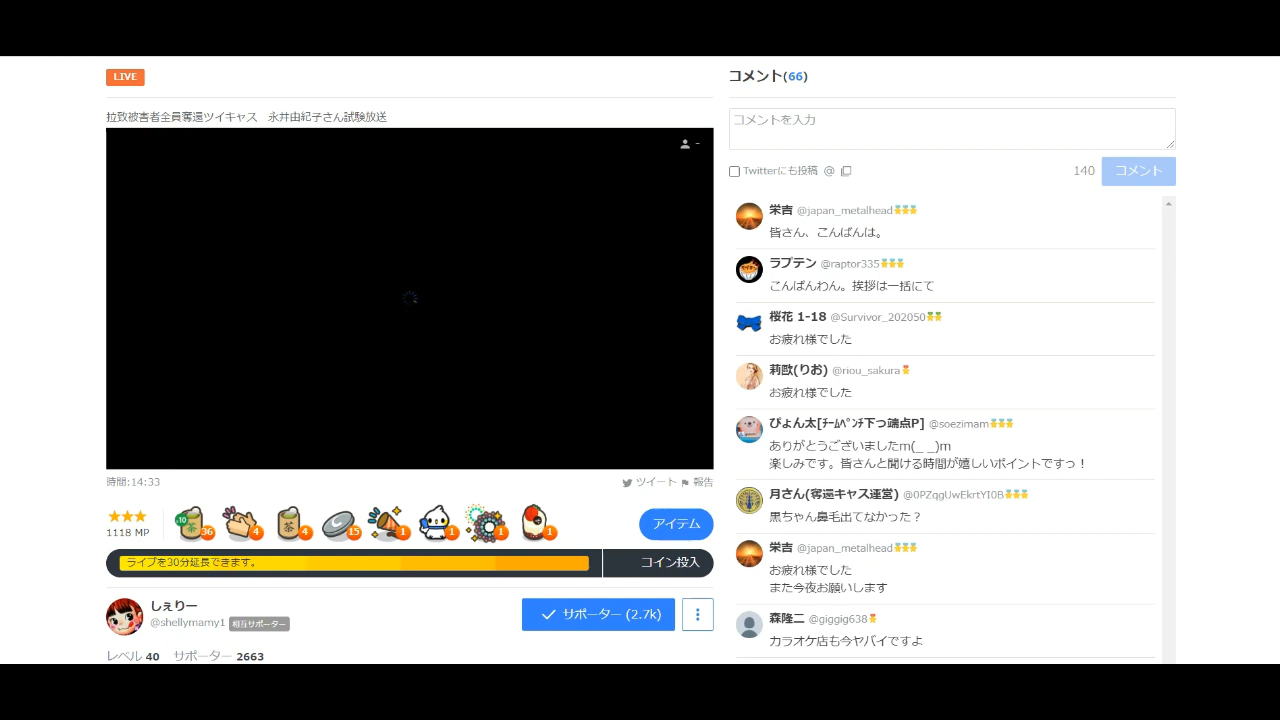 LIVE
拉致被害者全員奪還ツイキャス　永井由紀子さん試験放送
-
時間:14:33
ツイート
報告
1118 MP
x10
36
4
茶
4
15
1
1
1
1
アイテム
ライブを30分延長できます。
コイン投入
しぇりー
@shellymamy1 相互サポーター
サポーター (2.7k)
レベル 40 サポーター 2663
コメント(66)
コメントを入力
Twitterにも投稿 @
140
コメント
栄吉 @japan_metalhead
皆さん、こんばんは。
ラプテン @raptor335
こんばんわん。挨拶は一括にて
桜花 1-18 @Survivor_202050
お疲れ様でした
莉歐(りお) @riou_sakura
お疲れ様でした
ぴょん太[ﾁｰﾑﾍﾟﾝﾁ下っ端点P] @soezimam
ありがとうございましたm(_ _)m
楽しみです。皆さんと聞ける時間が嬉しいポイントですっ！
月さん(奪還キャス運営) @0PZqgUwEkrtYI0B
黒ちゃん鼻毛出てなかった？
栄吉 @japan_metalhead
お疲れ様でした
また今夜お願いします
森隆二 @giggig638
カラオケ店も今ヤバイですよ